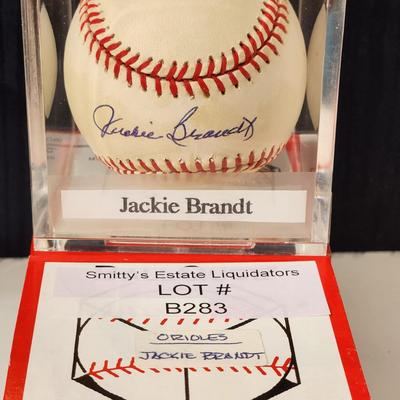 Jackie Brandt
Jackie Brandt
Smitty's Estate Liquidators
LOT #
B283
ORIOLES
JACKIE BRANDT